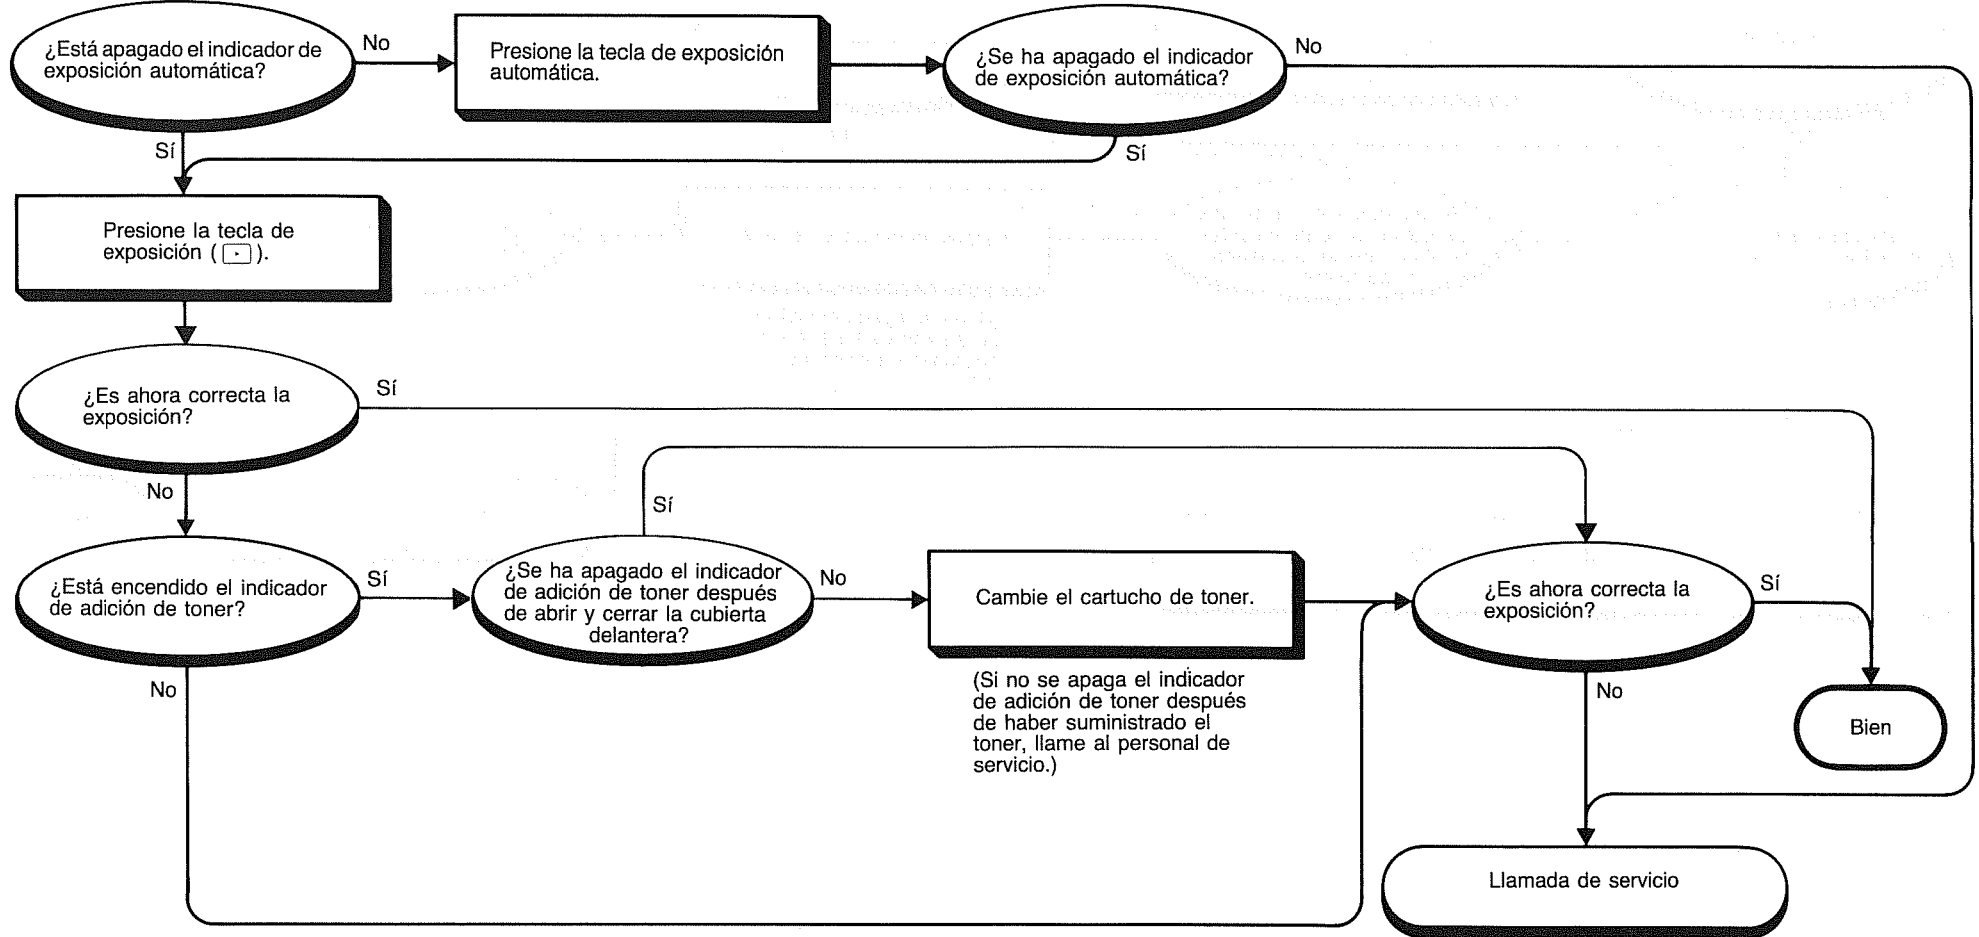 ¿Está apagado el indicador de
exposición automática?
No
Presione la tecla de exposición
automática.
¿Se ha apagado el indicador
de exposición automática?
No
Sí
Sí
Presione la tecla de
exposición ( ).
¿Es ahora correcta la
exposición?
Sí
No
¿Está encendido el indicador
de adición de toner?
Sí
No
¿Se ha apagado el indicador
de adición de toner después
de abrir y cerrar la cubierta
delantera?
Sí
No
Cambie el cartucho de toner.
(Si no se apaga el indicador
de adición de toner después
de haber suministrado el
toner, llame al personal de
servicio.)
¿Es ahora correcta la
exposición?
Sí
No
Bien
Llamada de servicio